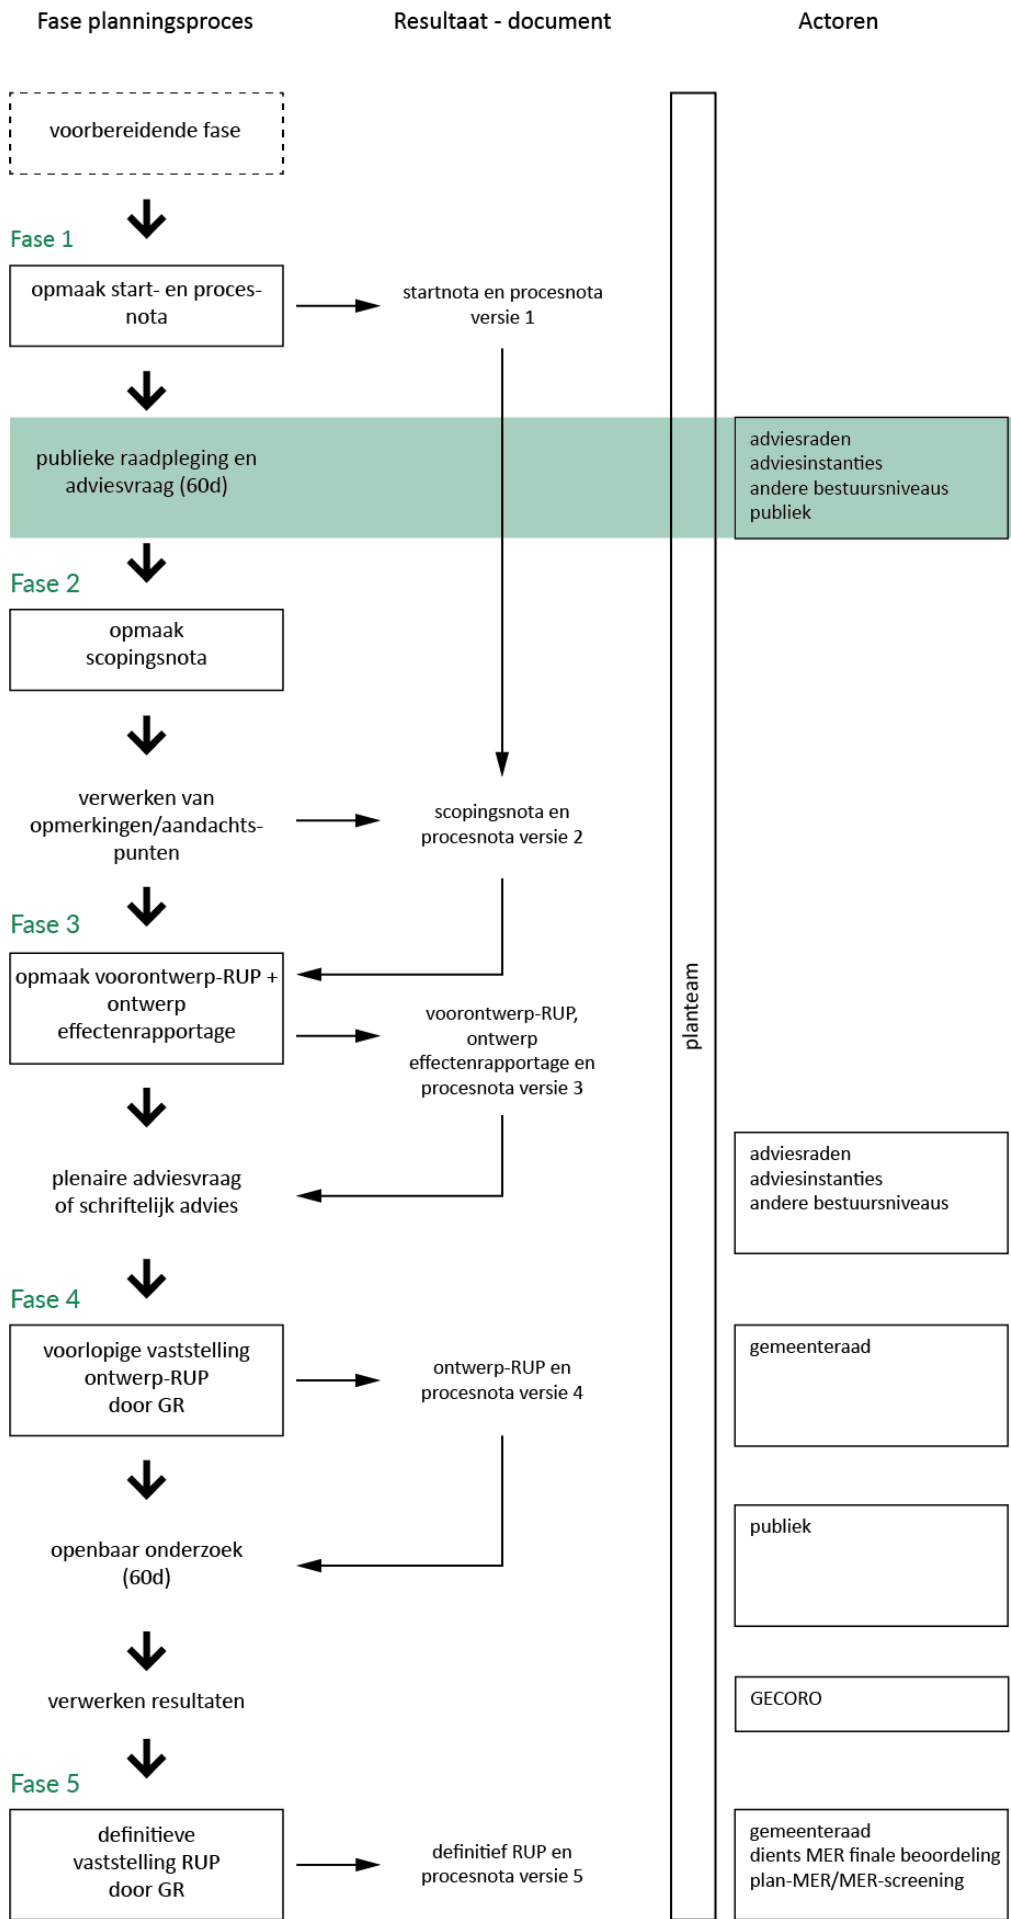 Fase planningsproces
Resultaat - document
Actoren
voorbereidende fase
Fase 1
opmaak start- en proces-
nota
startnota en procesnota
versie 1
publieke raadpleging en
adviesvraag (60d)
adviesraden
adviesinstanties
andere bestuursniveaus
publiek
Fase 2
opmaak
scopingsnota
verwerken van
opmerkingen/aandachts-
punten
scopingsnota en
procesnota versie 2
Fase 3
opmaak voorontwerp-RUP +
ontwerp
effectenrapportage
voorontwerp-RUP,
ontwerp
effectenrapportage en
procesnota versie 3
planteam
plenaire adviesvraag
of schriftelijk advies
adviesraden
adviesinstanties
andere bestuursniveaus
Fase 4
voorlopige vaststelling
ontwerp-RUP
door GR
ontwerp-RUP en
procesnota versie 4
gemeenteraad
openbaar onderzoek
(60d)
publiek
verwerken resultaten
GECORO
Fase 5
definitieve
vaststelling RUP
door GR
definitief RUP en
procesnota versie 5
gemeenteraad
dients MER finale beoordeling
plan-MER/MER-screening